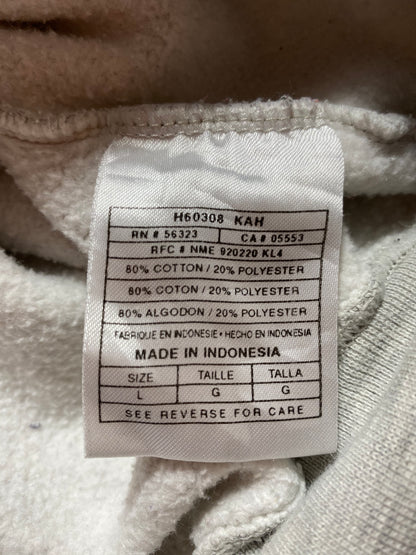 H60308 KAH
RN # 56323 CA # 05553
RFC # NME 920220 KL4
80% COTTON / 20% POLYESTER
80% COTON / 20% POLYESTER
80% ALGODON / 20% POLYESTER
FABRIQUE EN INDONESIE • HECHO EN INDONESIA
MADE IN INDONESIA
SIZE TAILLE TALLA
L G G
SEE REVERSE FOR CARE